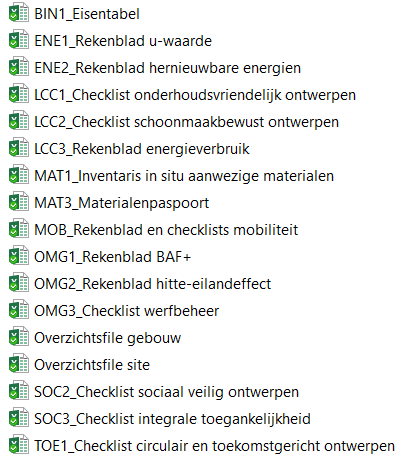 BIN1_Eisentabel
ENE1_Rekenblad u-waarde
ENE2_Rekenblad hernieuwbare energien
LCC1_Checklist onderhoudsvriendelijk ontwerpen
LCC2_Checklist schoonmaakbewust ontwerpen
LCC3_Rekenblad energieverbruik
MAT1_Inventaris in situ aanwezige materialen
MAT3_Materialenpaspoort
MOB_Rekenblad en checklists mobiliteit
OMG1_Rekenblad BAF+
OMG2_Rekenblad hitte-eilandeffect
OMG3_Checklist werfbeheer
Overzichtsfile gebouw
Overzichtsfile site
SOC2_Checklist sociaal veilig ontwerpen
SOC3_Checklist integrale toegankelijkheid
TOE1_Checklist circulair en toekomstgericht ontwerpen